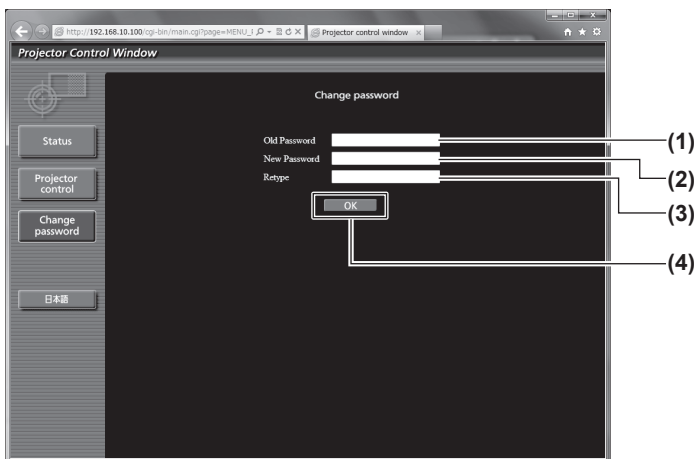 http://192.168.10.100/cgi-bin/main.cgi?page=MENU_
Projector control window
Projector Control Window
Change password
Status
Projector
control
Change
password
日本語
Old Password
New Password
Retype
OK
(1)
(2)
(3)
(4)